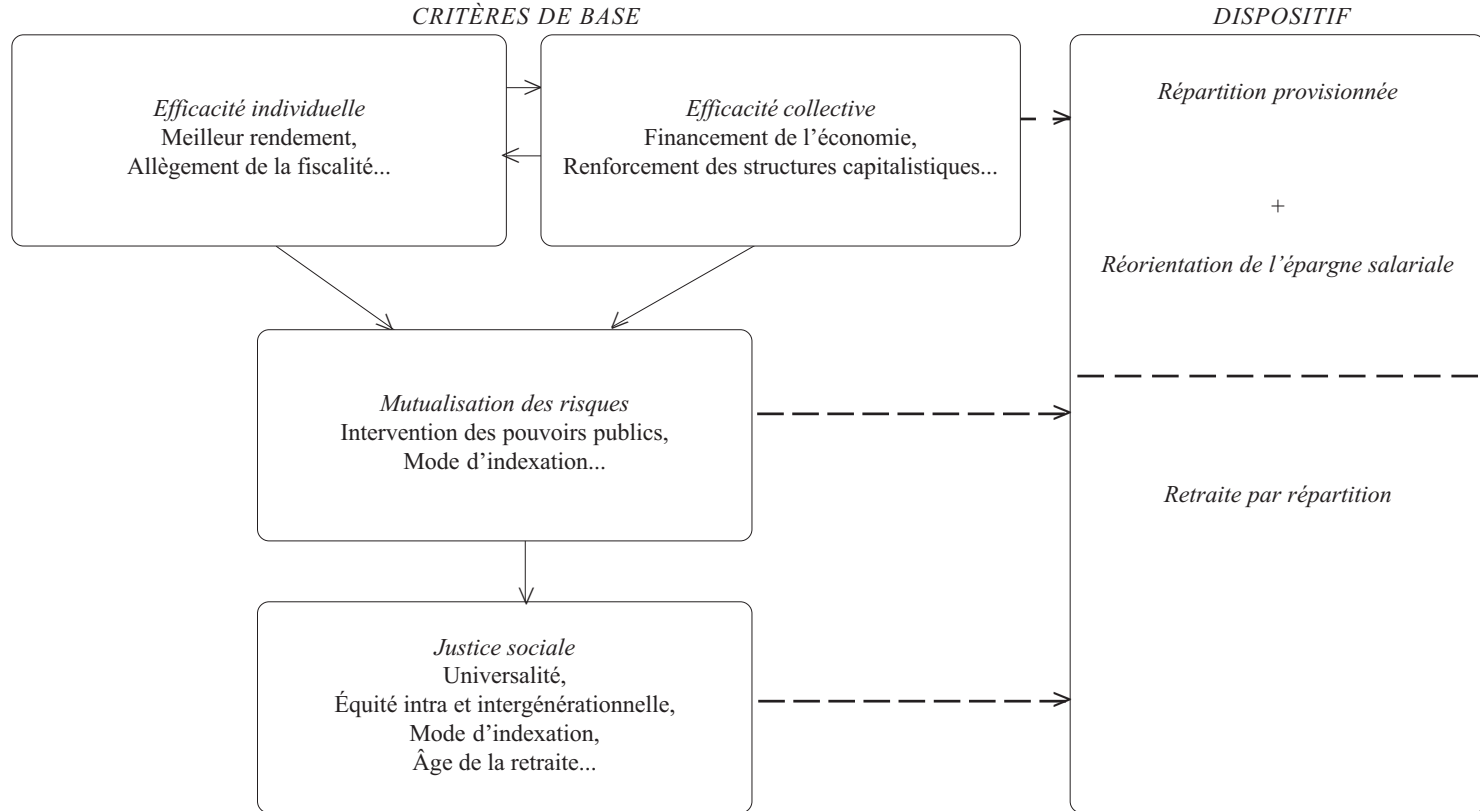 CRITÈRES DE BASE
DISPOSITIF
Efficacité individuelle
Meilleur rendement,
Allègement de la fiscalité...
Efficacité collective
Financement de l’économie,
Renforcement des structures capitalistiques...
Répartition provisionnée
+
Réorientation de l’épargne salariale
Mutualisation des risques
Intervention des pouvoirs publics,
Mode d’indexation...
Retraite par répartition
Justice sociale
Universalité,
Équité intra et intergénérationnelle,
Mode d’indexation,
Âge de la retraite...